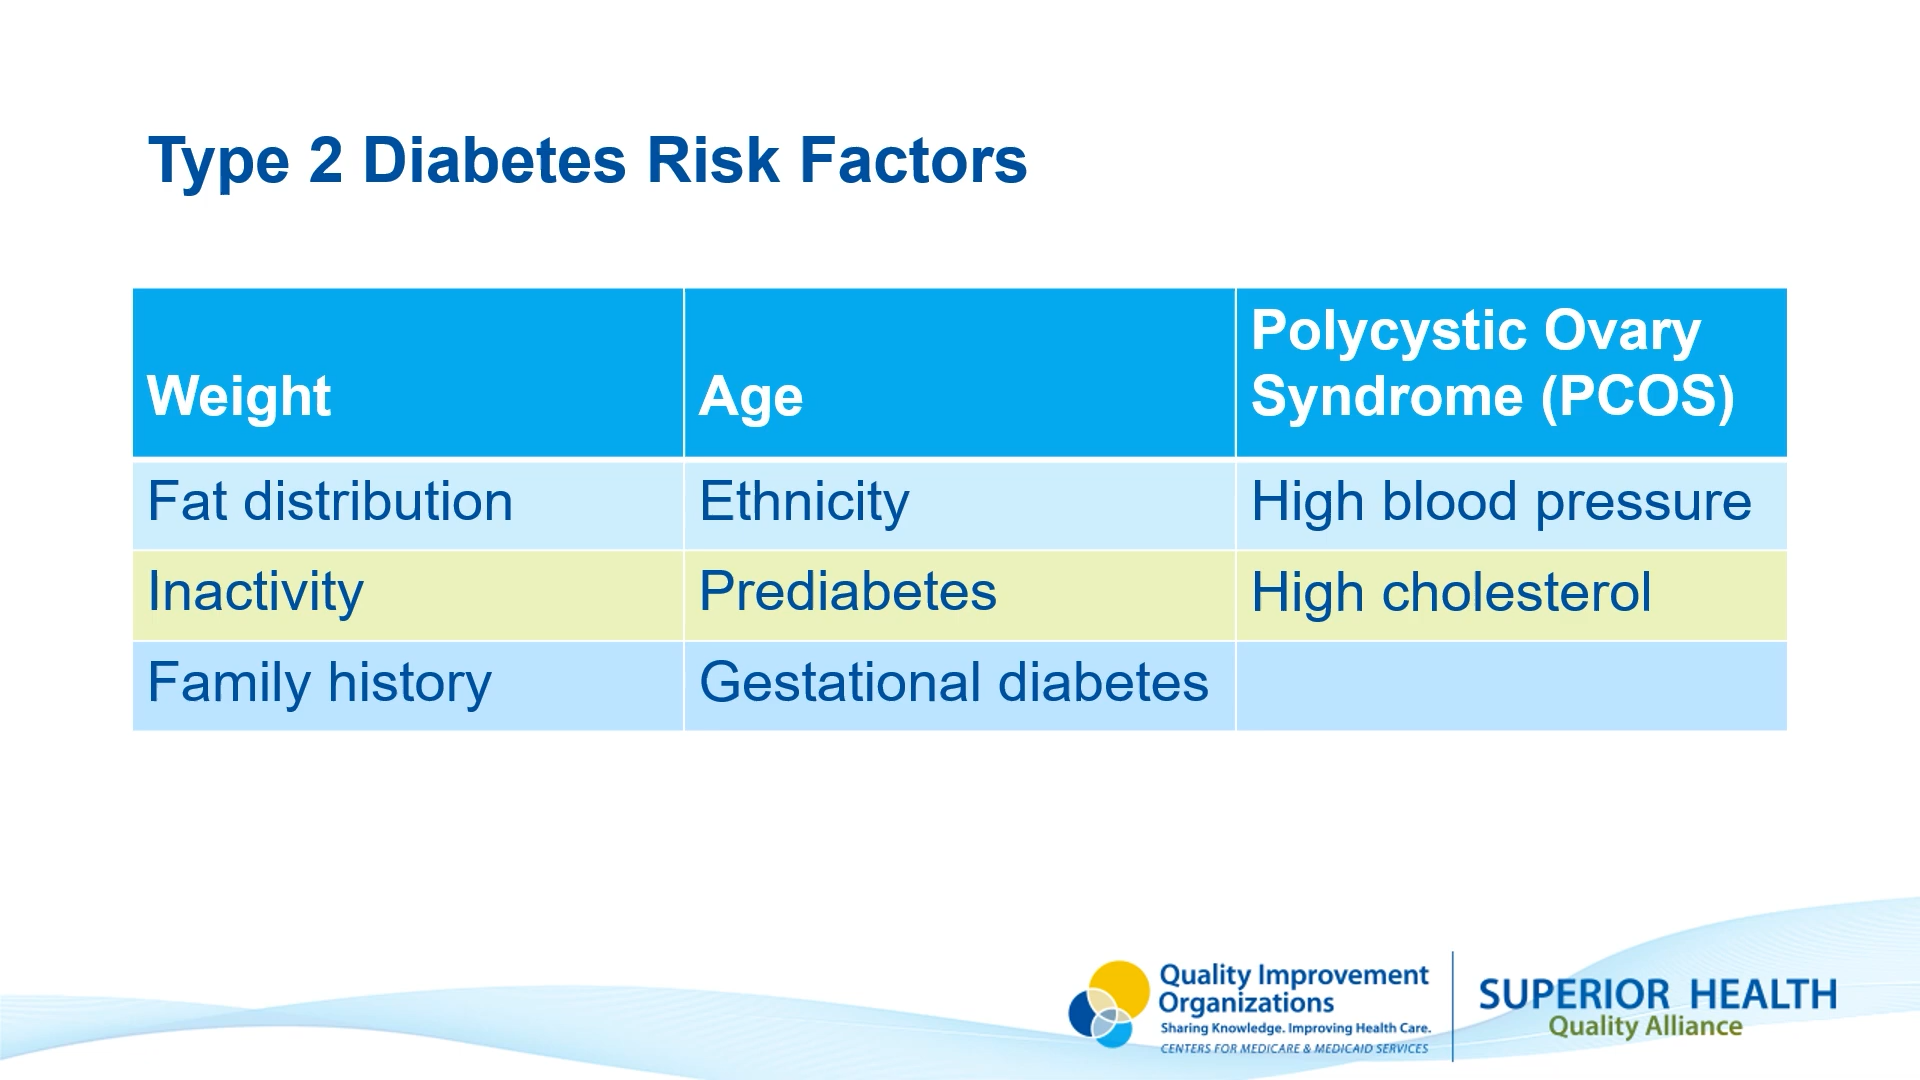 Type 2 Diabetes Risk Factors
Weight
Age
Polycystic Ovary
Syndrome (PCOS)
Fat distribution
Ethnicity
High blood pressure
Inactivity
Prediabetes
High cholesterol
Family history
Gestational diabetes
Quality Improvement
Organizations
Sharing Knowledge. Improving Health Care.
CENTERS FOR MEDICARE & MEDICAID SERVICES
SUPERIOR HEALTH
Quality Alliance